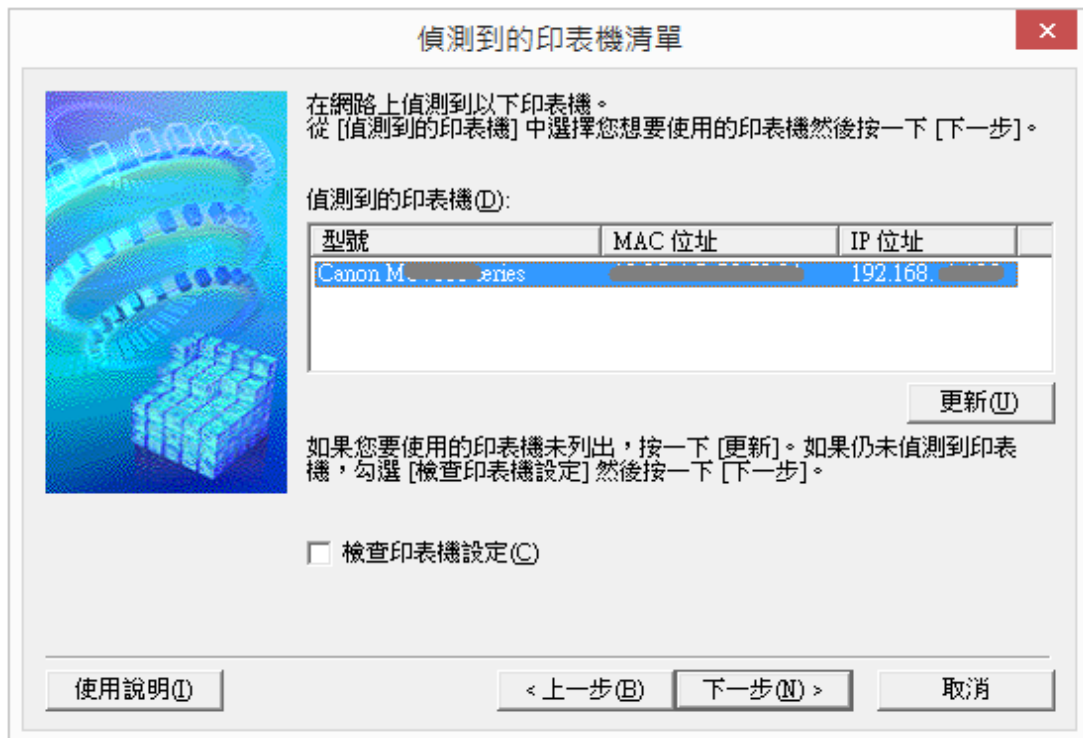 偵測到的印表機清單
在網路上偵測到以下印表機。
從 [偵測到的印表機] 中選擇您想要使用的印表機然後按一下 [下一步]。
偵測到的印表機(D):
型號 MAC 位址 IP 位址
Canon 192.168.
更新(U)
如果您要使用的印表機未列出，按一下 [更新]。如果仍未偵測到印表
機，勾選 [檢查印表機設定] 然後按一下 [下一步]。
檢查印表機設定(C)
使用說明(I) < 上一步(B) 下一步(N) > 取消